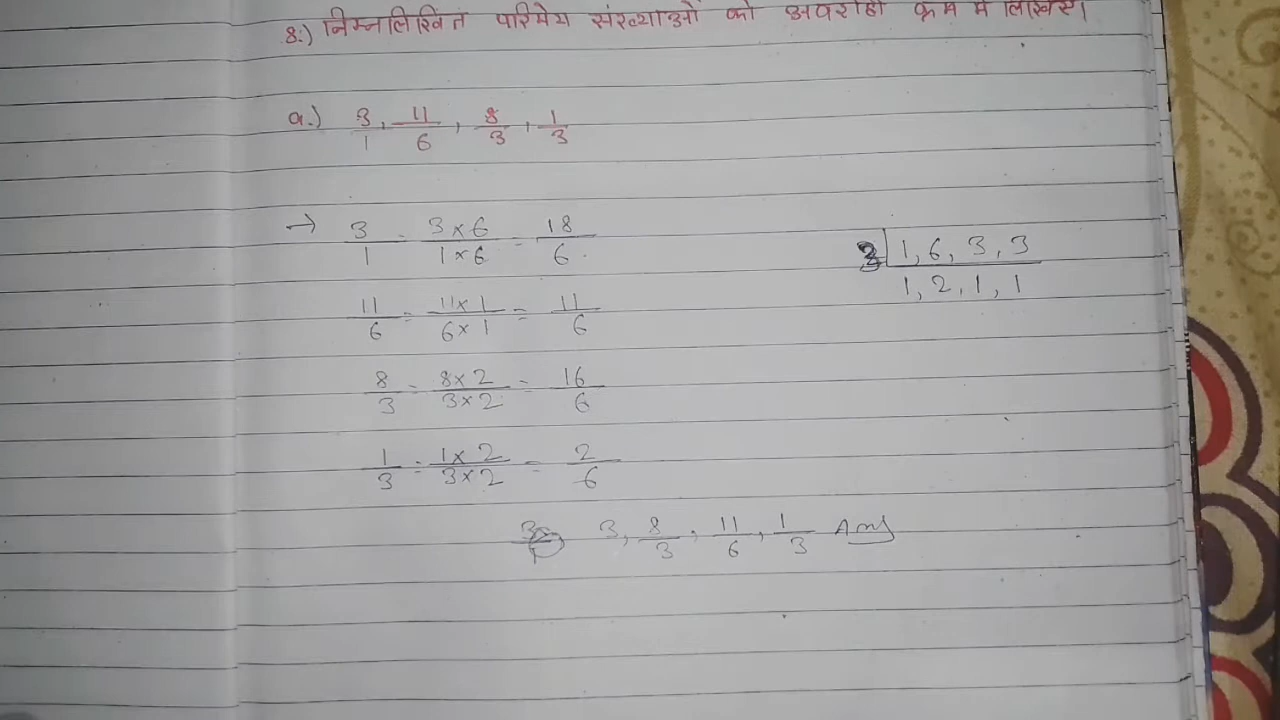 8.) निम्नलिखित परिमेय संख्याओं को अवरोही क्रम में लिखिए।
a.) 3/1, 11/6, 8/3, 1/3
→ 3/1 = 3×6/1×6 = 18/6
3 | 1, 6, 3, 3
1, 2, 1, 1
11/6 = 11×1/6×1 = 11/6
8/3 = 8×2/3×2 = 16/6
1/3 = 1×2/3×2 = 2/6
3, 8/3, 11/6, 1/3 Ans